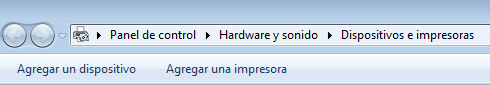 Panel de control ▸ Hardware y sonido ▸ Dispositivos e impresoras
Agregar un dispositivo Agregar una impresora